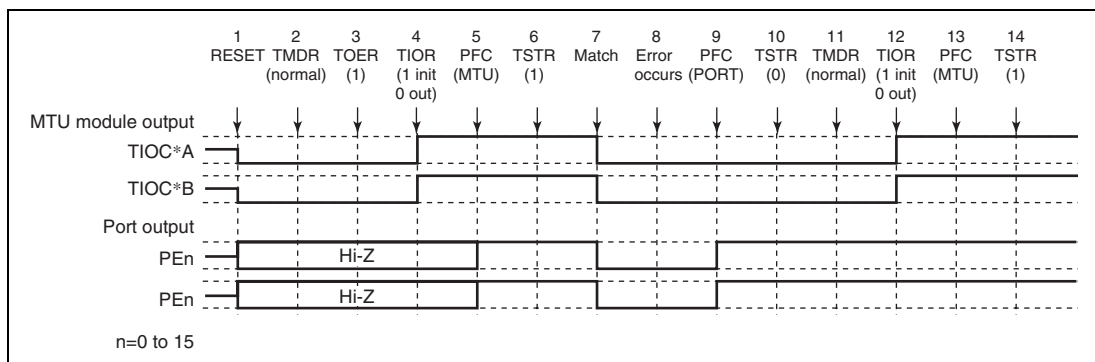 1 2 3 4 5 6 7 8 9 10 11 12 13 14
RESET TMDR TOER TIOR PFC TSTR Match Error PFC TSTR TMDR TIOR PFC TSTR
(normal) (1) (1 init (MTU) (1) occurs (PORT) (0) (normal) (1 init (MTU) (1)
0 out) 0 out)
MTU module output
TIOC*A
TIOC*B
Port output
PEn Hi-Z
PEn Hi-Z
n=0 to 15